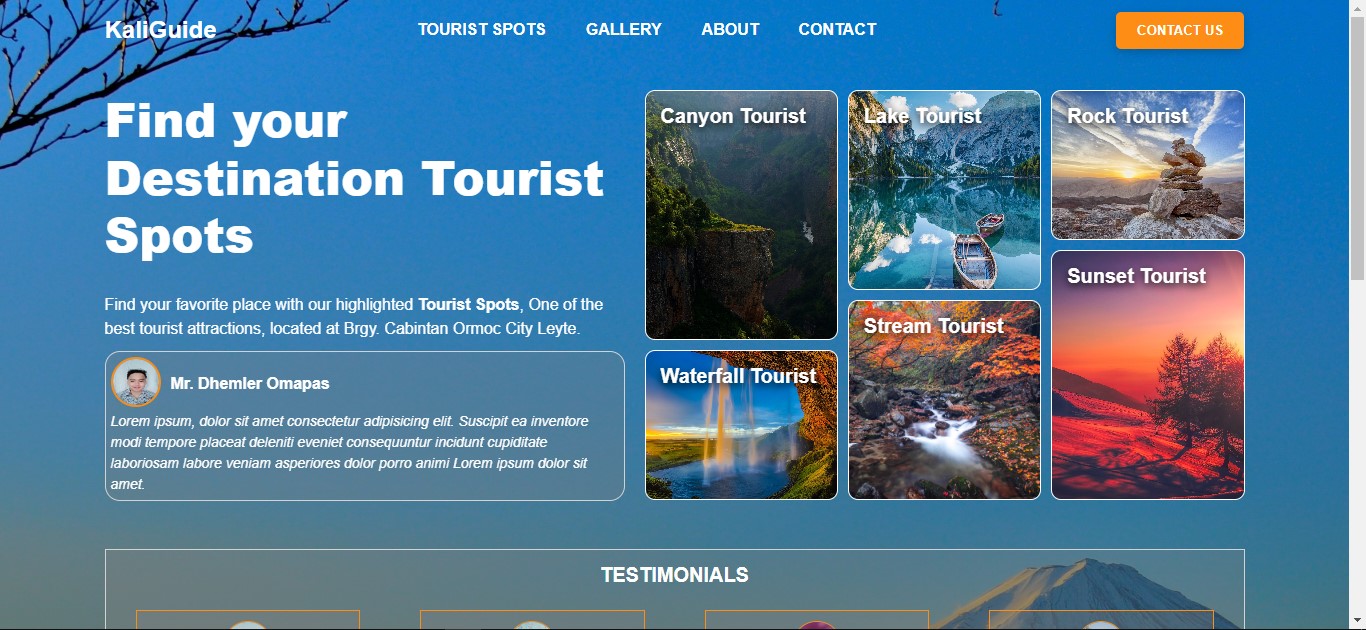 KaliGuide
TOURIST SPOTS
GALLERY
ABOUT
CONTACT
CONTACT US
Find your
Destination Tourist
Spots
Find your favorite place with our highlighted Tourist Spots, One of the
best tourist attractions, located at Brgy. Cabintan Ormoc City Leyte.
Mr. Dhemler Omapas
Lorem ipsum, dolor sit amet consectetur adipisicing elit. Suscipit ea inventore
modi tempore placeat deleniti eveniet consequuntur incidunt cupiditate
laboriosam labore veniam asperiores dolor porro animi Lorem ipsum dolor sit
amet.
Canyon Tourist
Lake Tourist
Rock Tourist
Sunset Tourist
Stream Tourist
Waterfall Tourist
TESTIMONIALS